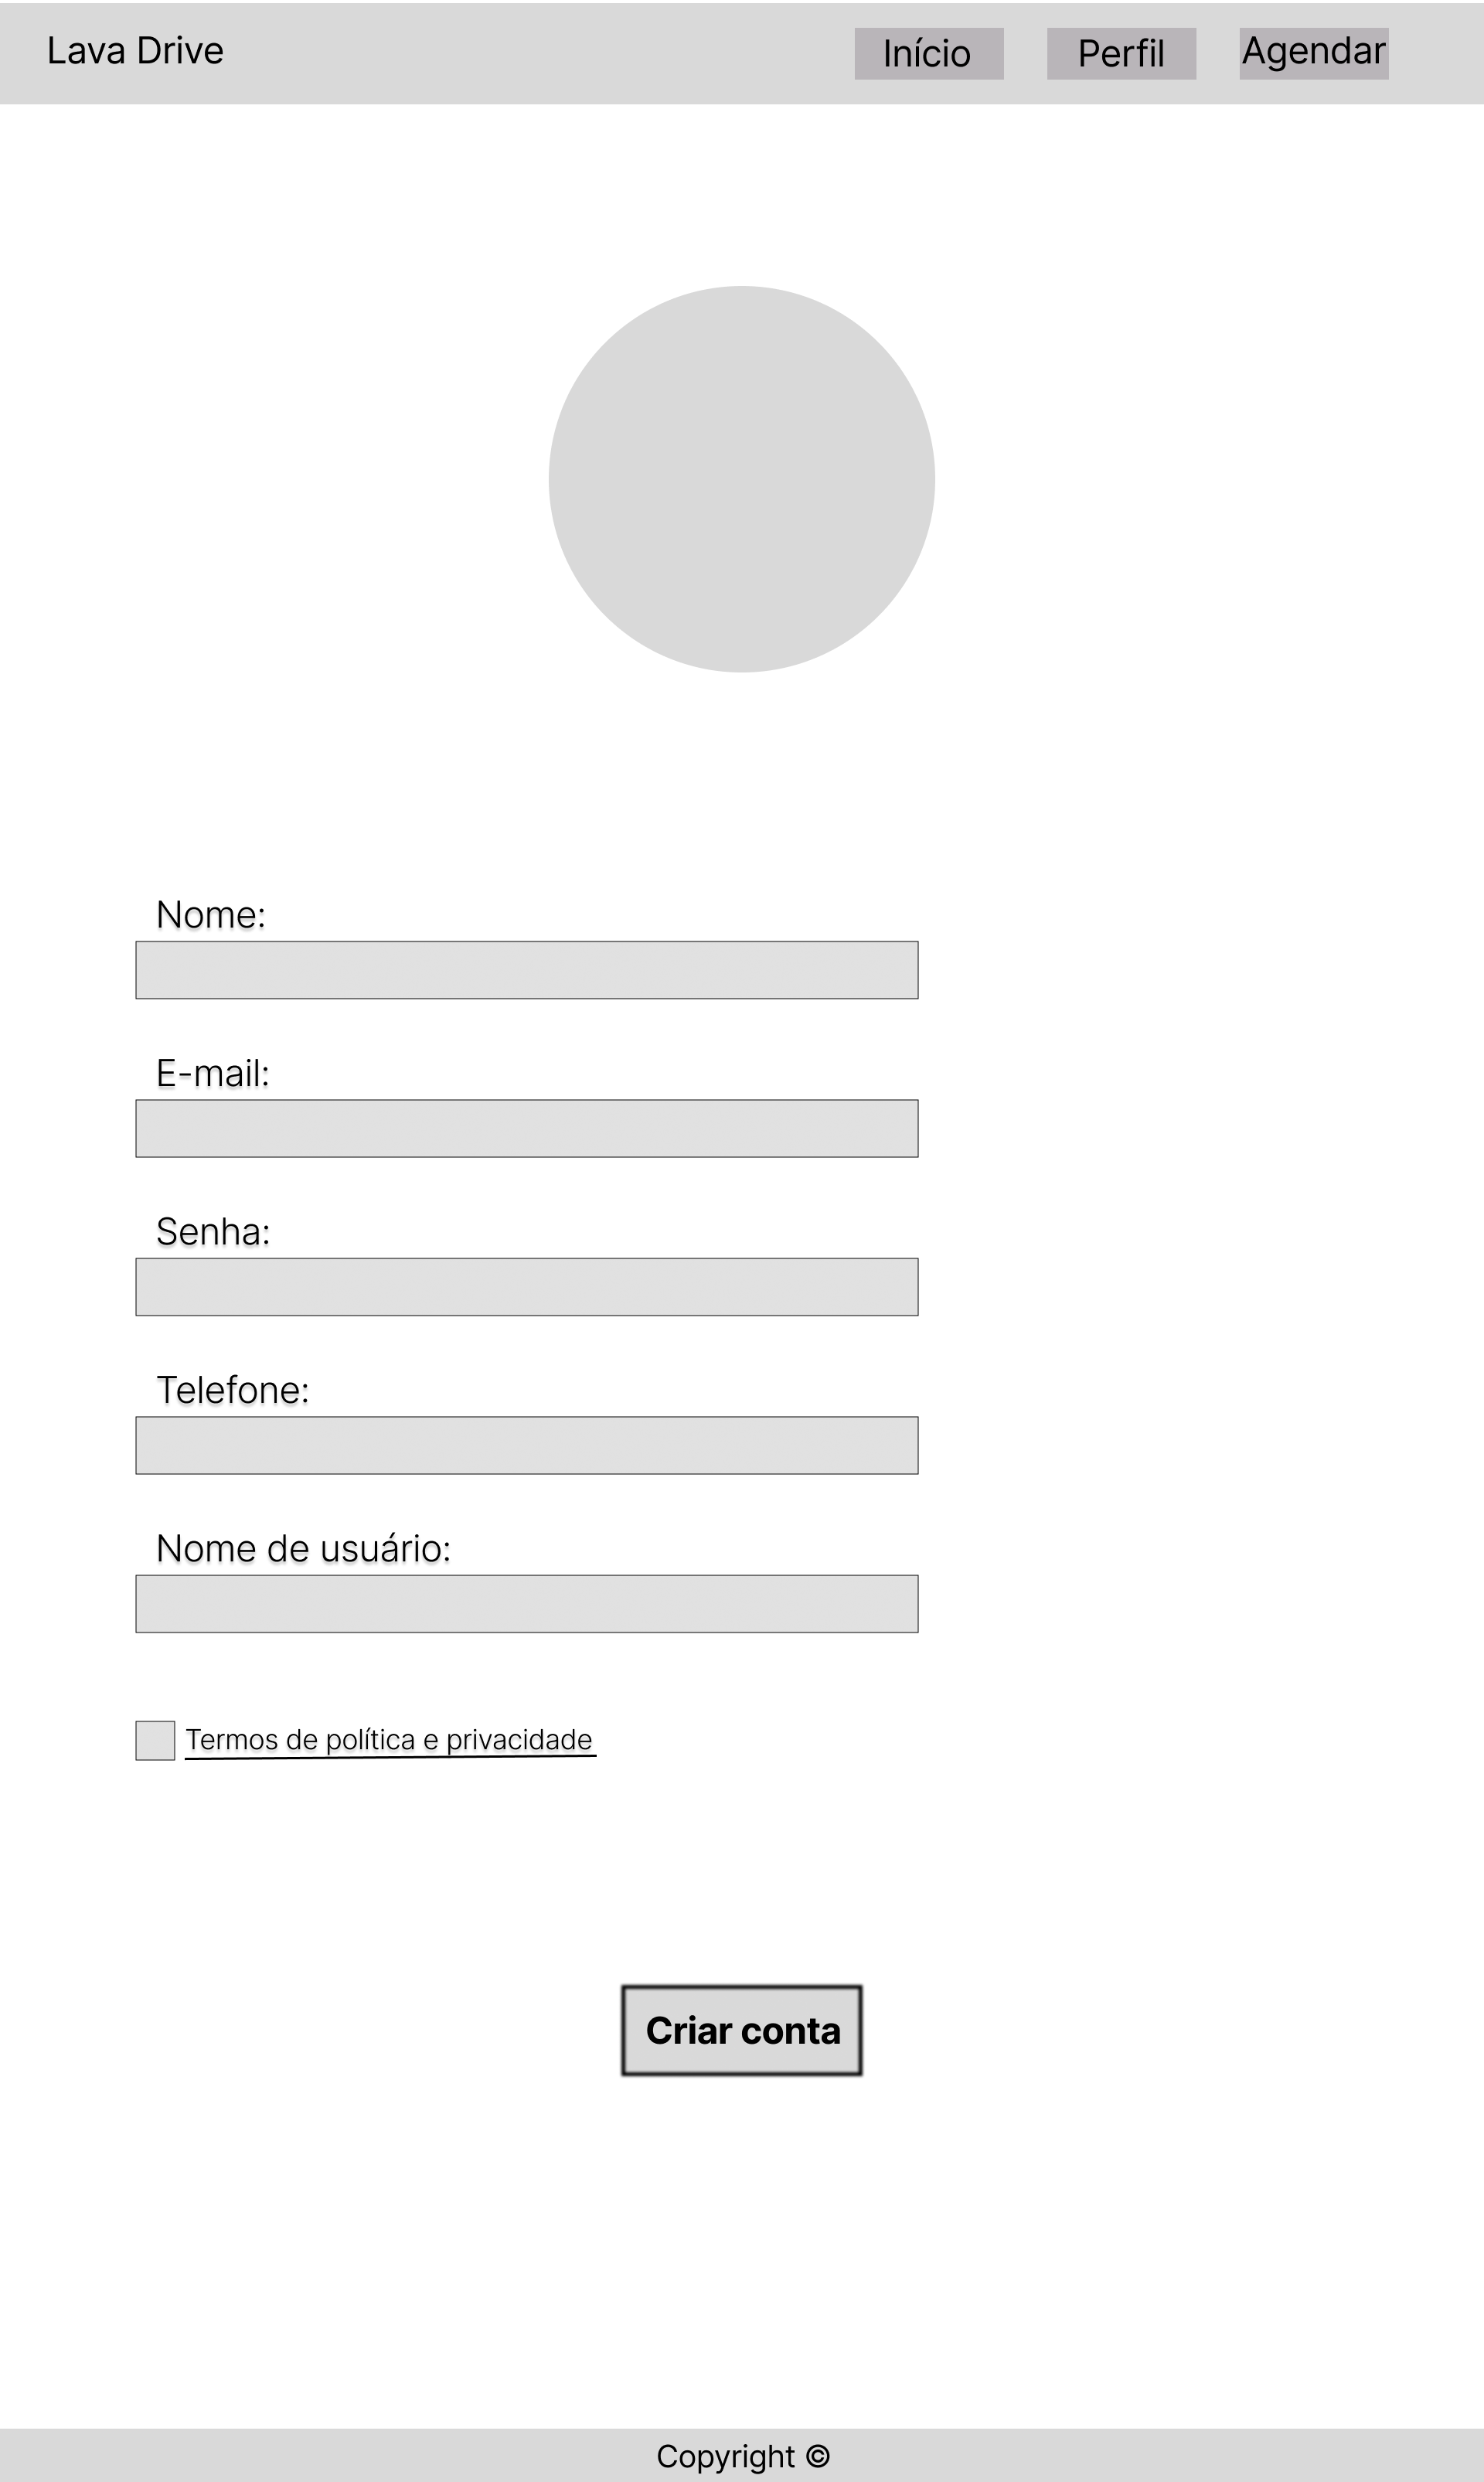 Lava Drive
Início
Perfil
Agendar
Nome:
E-mail:
Senha:
Telefone:
Nome de usuário:
Termos de política e privacidade
Criar conta
Copyright ©